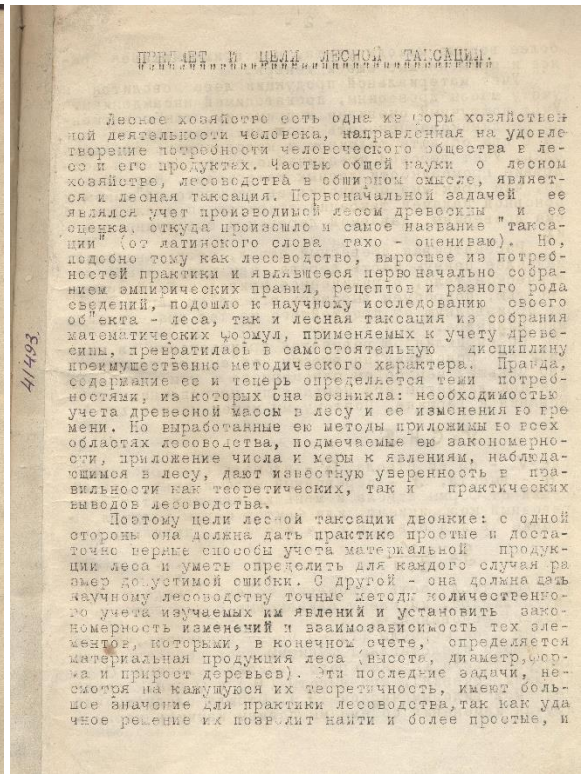 ПРЕДМЕТ И ЦЕЛИ ЛЕСНОЙ ТАКСАЦИИ.
Лесное хозяйство есть одна из форм хозяйствен
ной деятельности человека, направленная на удовле
творение потребности человеческого общества в ле-
се и его продуктах. Частью общей науки о лесном
хозяйстве, лесоводства в обширном смысле, являет-
ся и лесная таксация. Первоначальной задачей ее
являлся учет производимой лесом древесины и ее
оценка, откуда произошло и самое название "такса-
ции" (от латинского слова тахо - оцениваю). Но,
подобно тому как лесоводство, выросшее из потреб-
ностей практики и являвшееся первоначально собра-
нием эмпирических правил, рецептов и разного рода
сведений, подошло к научному исследованию своего
об"екта - леса, так и лесная таксация из собрания
математических формул, применяемых к учету древе-
сины, превратилась в самостоятельную дисциплину
преимущественно методического характера. Правда,
содержание ее и теперь определяется теми потреб-
ностями, из которых она возникла: необходимостью
учета древесной массы в лесу и ее изменения во вре
мени. Но выработанные ею методы приложимы во всех
областях лесоводства, подмечаемые ею закономерно-
сти, приложение числа и меры к явлениям, наблюда-
ющимся в лесу, дают известную уверенность в пра-
вильности как теоретических, так и практических
выводов лесоводства.
Поэтому цели лесной таксации двоякие: с одной
стороны она должна дать практике простые и доста-
точно верные способы учета материальной продук-
ции леса и уметь определить для каждого случая ра
змер допустимой ошибки. С другой - она должна дать
научному лесоводству точные методы количественно-
го учета изучаемых им явлений и установить зако-
номерность изменений и взаимозависимость тех эле-
ментов, которыми, в конечном счете, определяется
материальная продукция леса (высота, диаметр,фор-
ма и прирост деревьев). Эти последние задачи, не-
смотря на кажущуюся их теоретичность, имеют боль-
шое значение для практики лесоводства,так как уда
чное решение их позволит найти и более простые, и
41493.